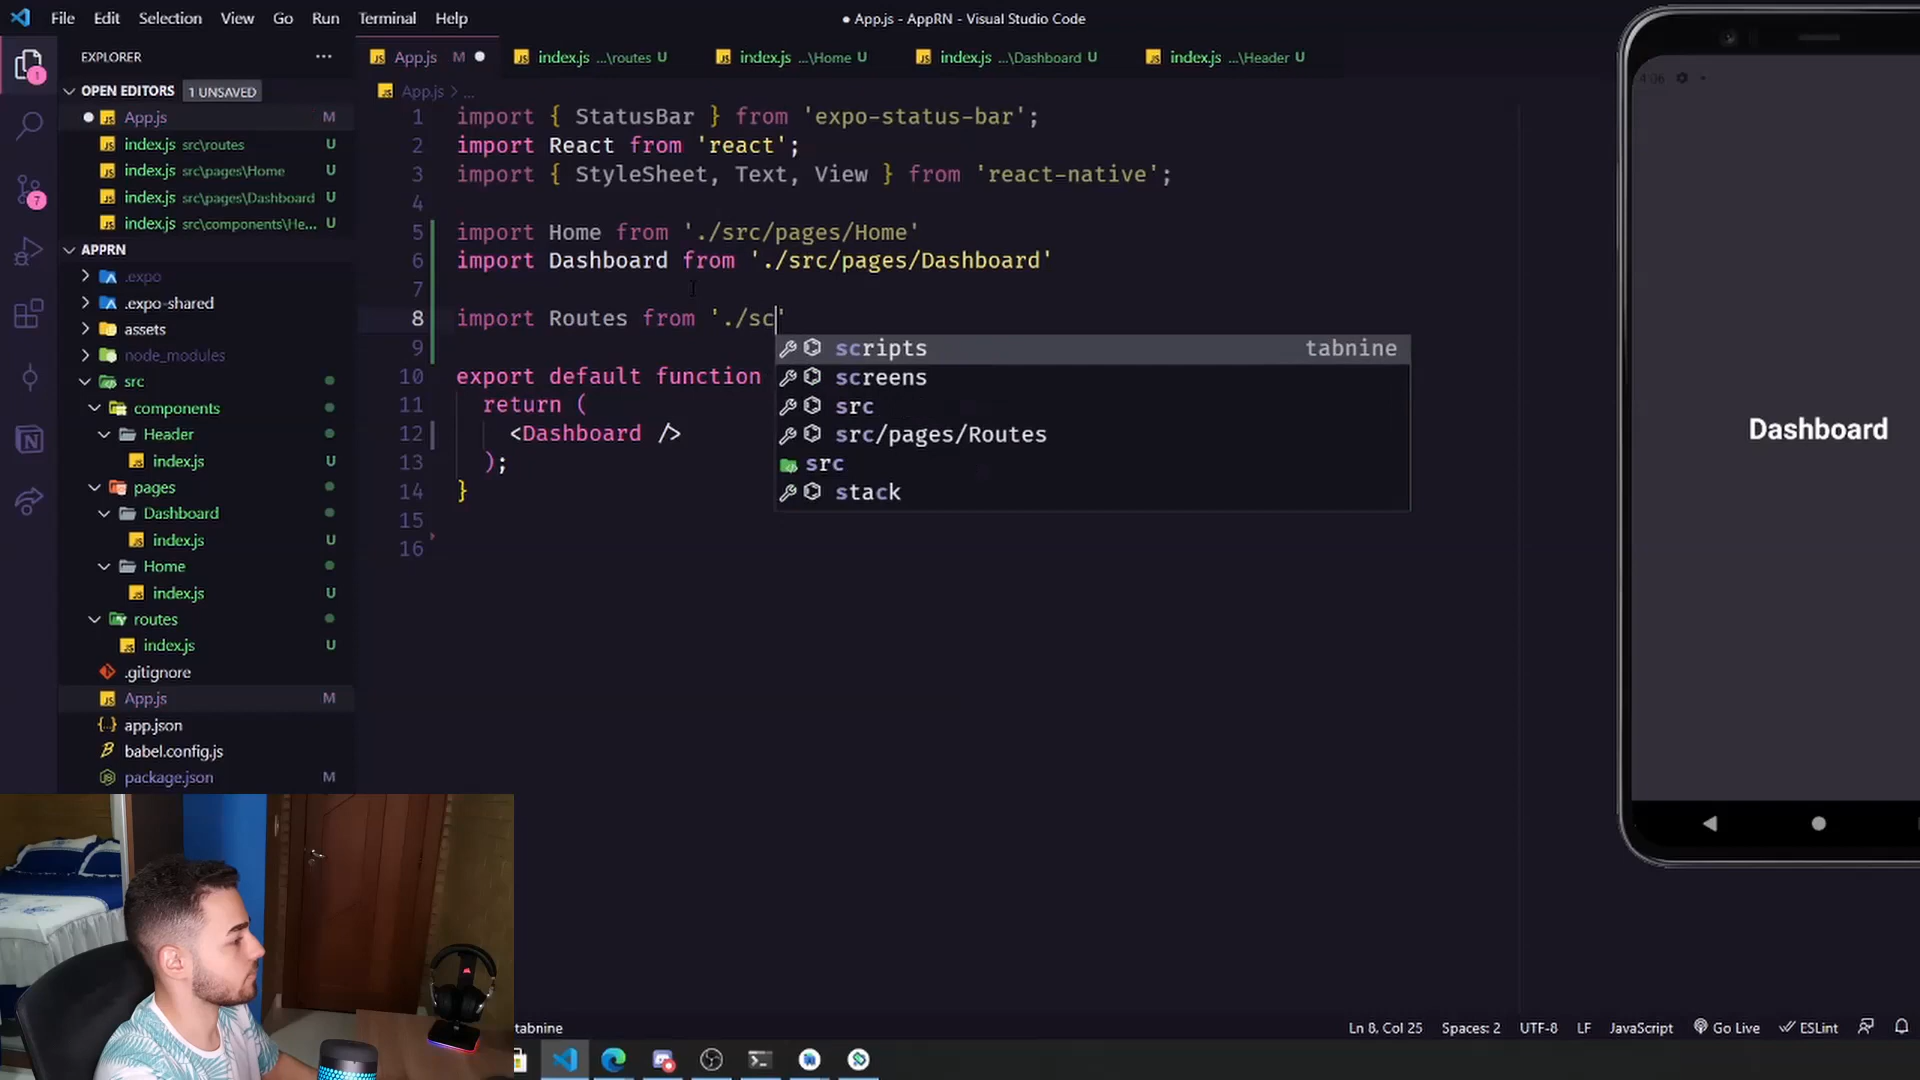 File Edit Selection View Go Run Terminal Help
● App.js - AppRN - Visual Studio Code
EXPLORER ···
OPEN EDITORS 1 UNSAVED
App.js M
index.js src\routes U
index.js src\pages\Home U
index.js src\pages\Dashboard U
index.js src\components\He... U
APPRN
.expo
.expo-shared
assets
node_modules
src
components
Header
index.js U
pages
Dashboard
index.js U
Home
index.js U
routes
index.js U
.gitignore
App.js M
app.json
babel.config.js
package.json M
1
7
App.js M
index.js ...\routes U
index.js ...\Home U
index.js ...\Dashboard U
index.js ...\Header U
App.js > ...
1 import { StatusBar } from 'expo-status-bar';
2 import React from 'react';
3 import { StyleSheet, Text, View } from 'react-native';
4
5 import Home from './src/pages/Home'
6 import Dashboard from './src/pages/Dashboard'
7
8 import Routes from './sc'
9
10 export default function
11 return (
12 <Dashboard />
13 );
14 }
15
16
scripts tabnine
screens
src
src/pages/Routes
src
stack
4:06
Dashboard
tabnine
Ln 8, Col 25 Spaces: 2 UTF-8 LF JavaScript Go Live ESLint